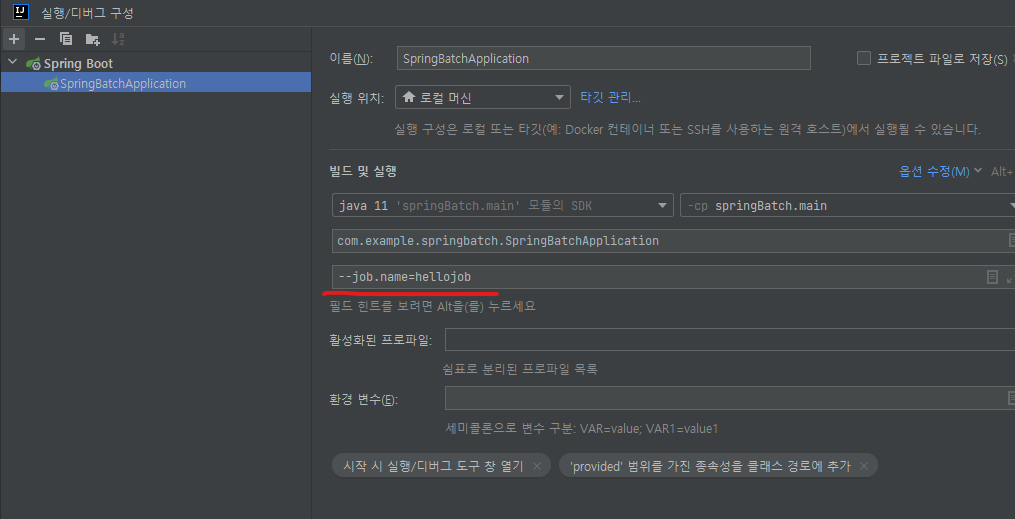 IJ 실행/디버그 구성
Spring Boot
SpringBatchApplication
이름(N): SpringBatchApplication 프로젝트 파일로 저장(S)
실행 위치: 로컬 머신 타깃 관리...
실행 구성은 로컬 또는 타깃(예: Docker 컨테이너 또는 SSH를 사용하는 원격 호스트)에서 실행될 수 있습니다.
빌드 및 실행 옵션 수정(M) Alt+
java 11 'springBatch.main' 모듈의 SDK -cp springBatch.main
com.example.springbatch.SpringBatchApplication
--job.name=hellojob
필드 힌트를 보려면 Alt을(를) 누르세요
활성화된 프로파일:
쉼표로 분리된 프로파일 목록
환경 변수(E):
세미콜론으로 변수 구분: VAR=value; VAR1=value1
시작 시 실행/디버그 도구 창 열기 × 'provided' 범위를 가진 종속성을 클래스 경로에 추가 ×